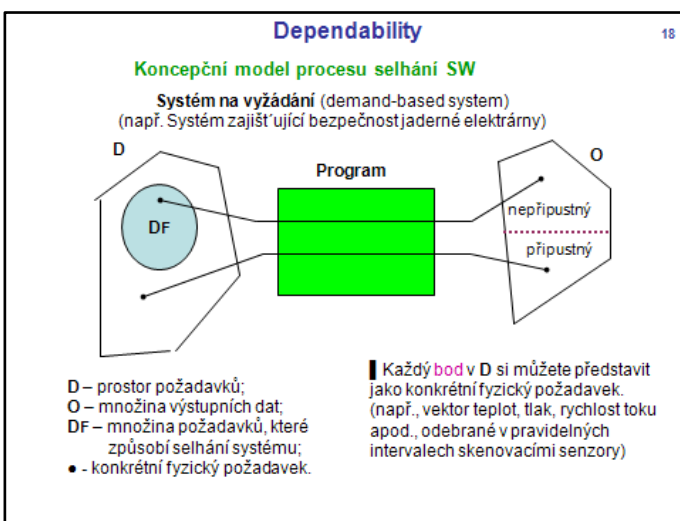 Dependability
18
Koncepční model procesu selhání SW
Systém na vyžádání (demand-based system)
(např. Systém zajišt´ující bezpečnost jaderné elektrárny)
D
O
Program
DF
nepřipustný
připustný
D – prostor požadavků;
O – množina výstupních dat;
DF – množina požadavků, které
způsobí selhání systému;
● - konkrétní fyzický požadavek.
▌Každý bod v D si můžete představit
jako konkrétní fyzický požadavek.
(např., vektor teplot, tlak, rychlost toku
apod., odebrané v pravidelných
intervalech skenovacími senzory)